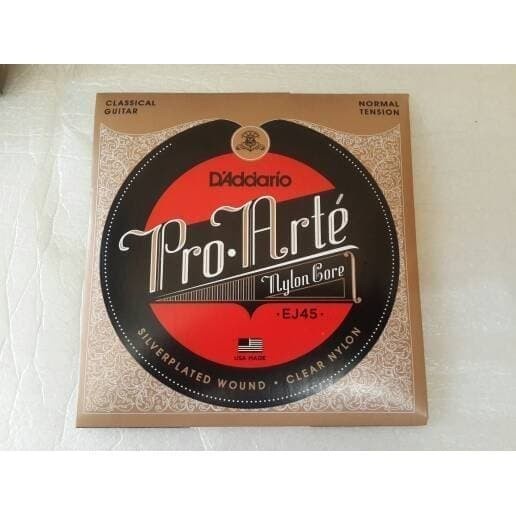 CLASSICAL
GUITAR
NORMAL
TENSION
D'Addario
Pro·Arté
Nylon Core
·EJ45·
USA MADE
SILVERPLATED WOUND · CLEAR NYLON